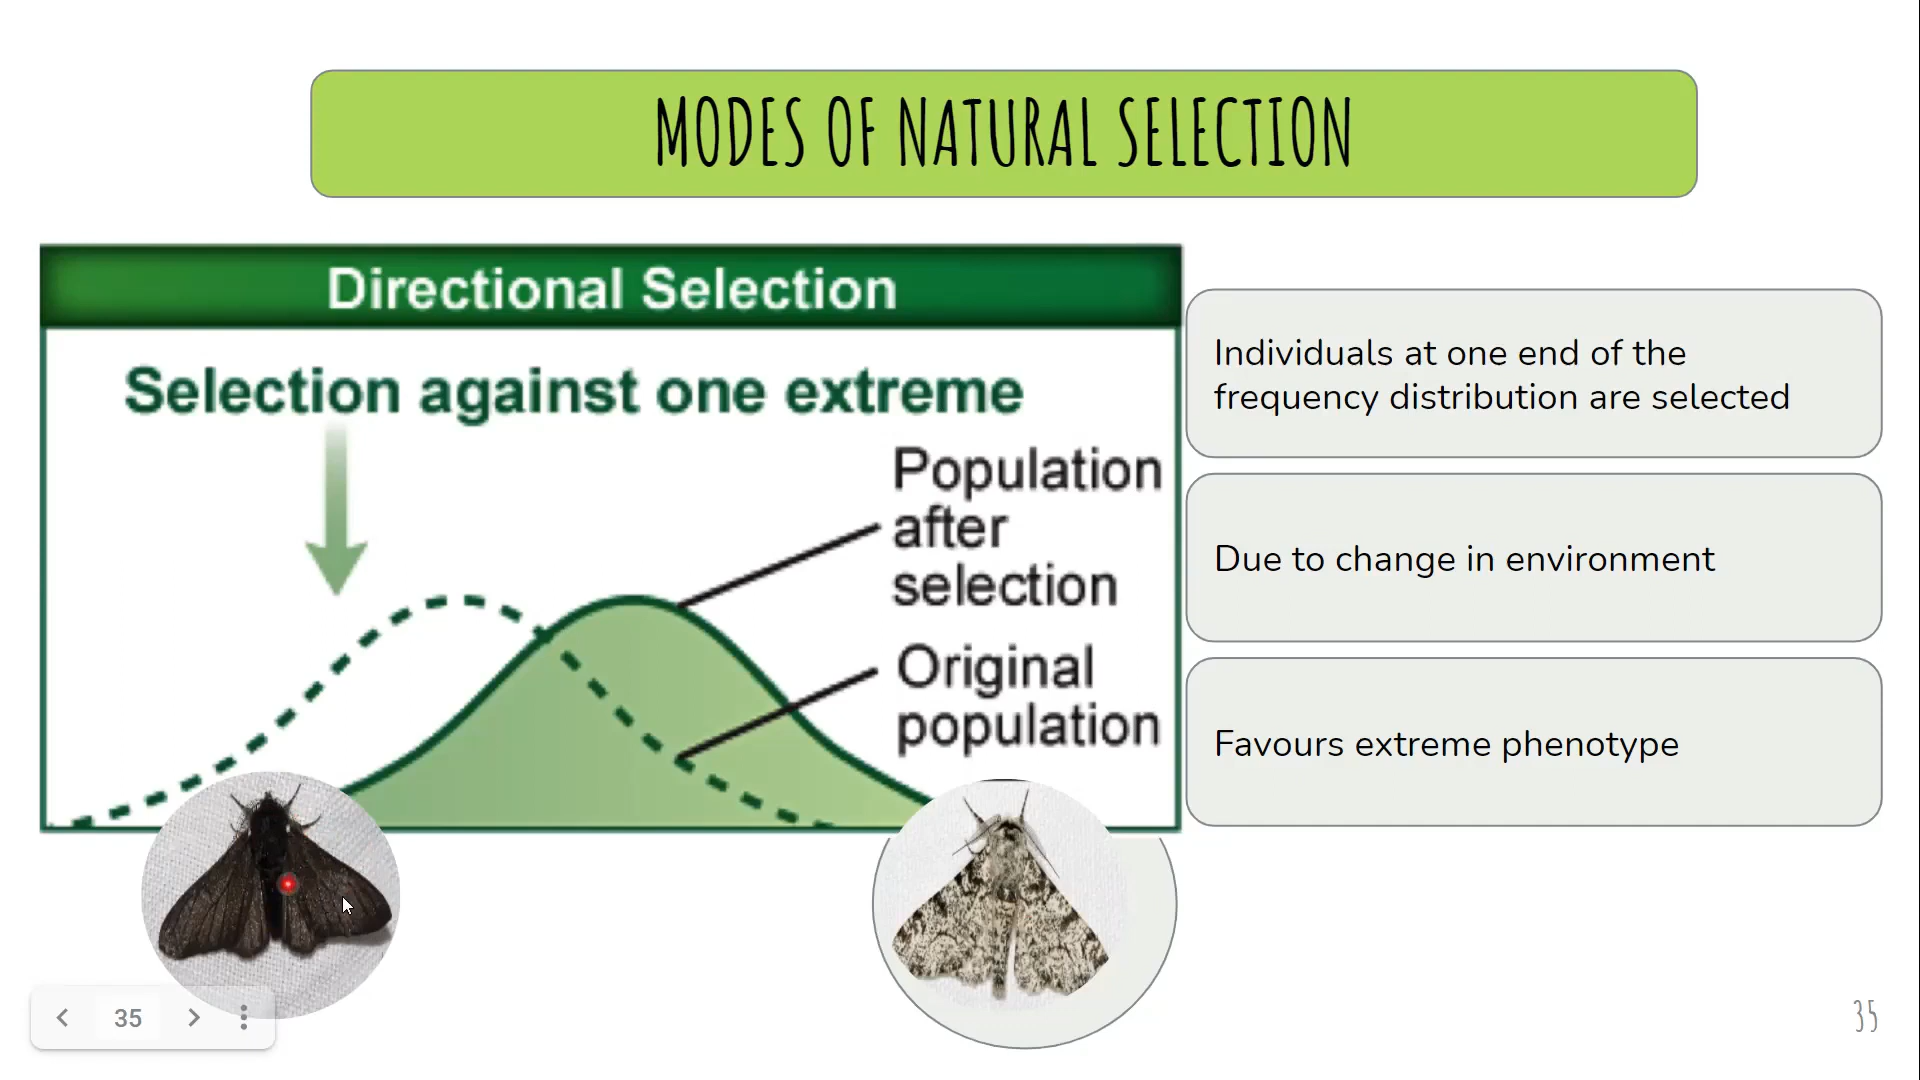 MODES OF NATURAL SELECTION
Directional Selection
Selection against one extreme
Population
after
selection
Original
population
Individuals at one end of the
frequency distribution are selected
Due to change in environment
Favours extreme phenotype
35
35